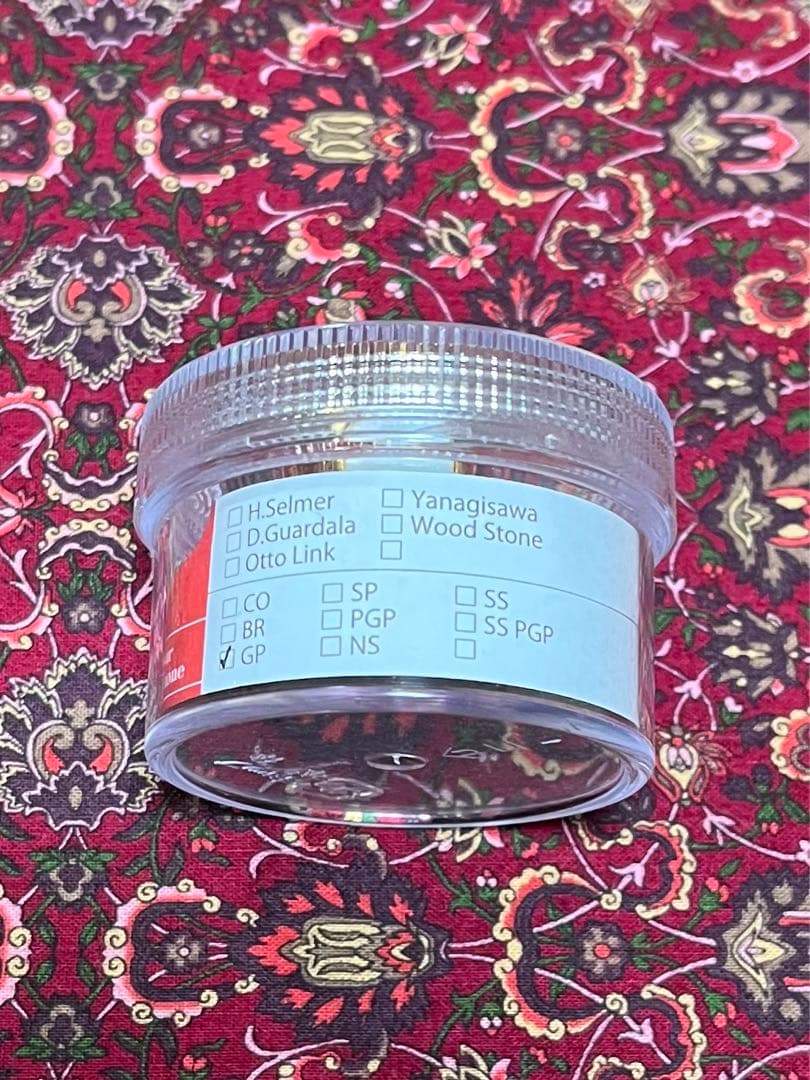 ☐ H.Selmer ☐ Yanagisawa
☐ D.Guardala ☐ Wood Stone
☐ Otto Link ☐
☐ CO ☐ SP ☐ SS
☐ BR ☐ PGP ☐ SS PGP
☑ GP ☐ NS ☐